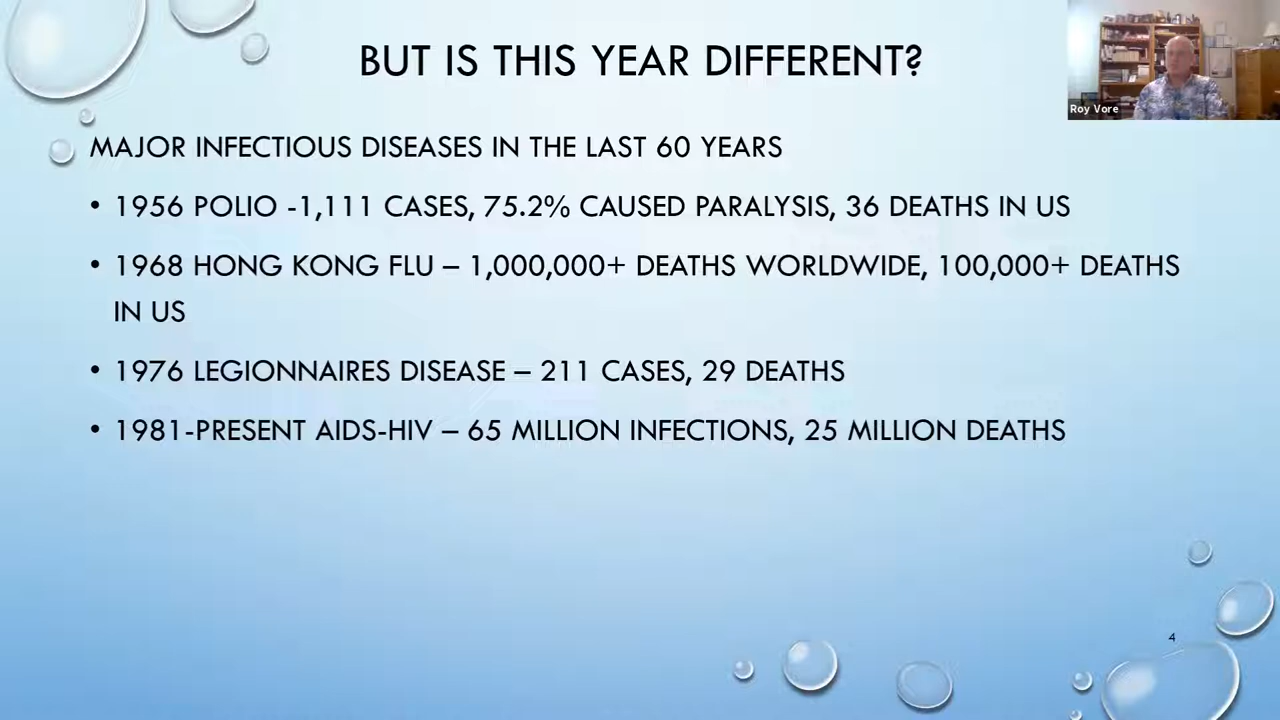 BUT IS THIS YEAR DIFFERENT?
Roy Vore
MAJOR INFECTIOUS DISEASES IN THE LAST 60 YEARS
• 1956 POLIO -1,111 CASES, 75.2% CAUSED PARALYSIS, 36 DEATHS IN US
• 1968 HONG KONG FLU – 1,000,000+ DEATHS WORLDWIDE, 100,000+ DEATHS
IN US
• 1976 LEGIONNAIRES DISEASE – 211 CASES, 29 DEATHS
• 1981-PRESENT AIDS-HIV – 65 MILLION INFECTIONS, 25 MILLION DEATHS
4